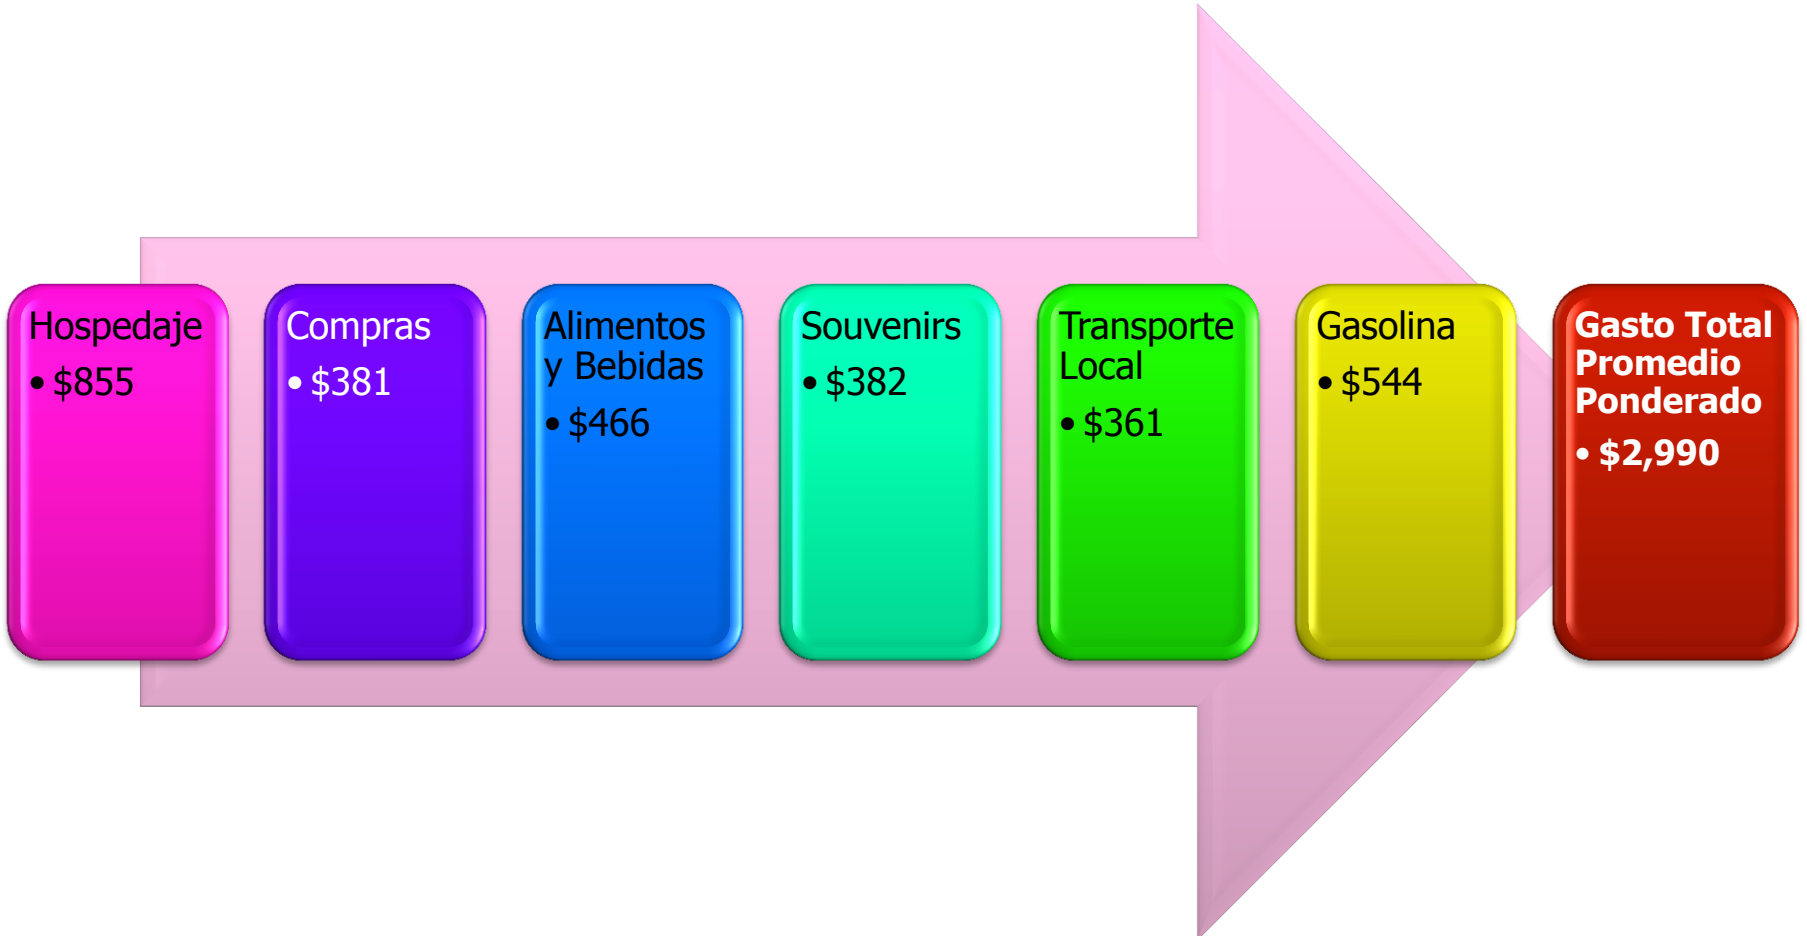 Hospedaje
• $855
Compras
• $381
Alimentos
y Bebidas
• $466
Souvenirs
• $382
Transporte
Local
• $361
Gasolina
• $544
Gasto Total
Promedio
Ponderado
• $2,990